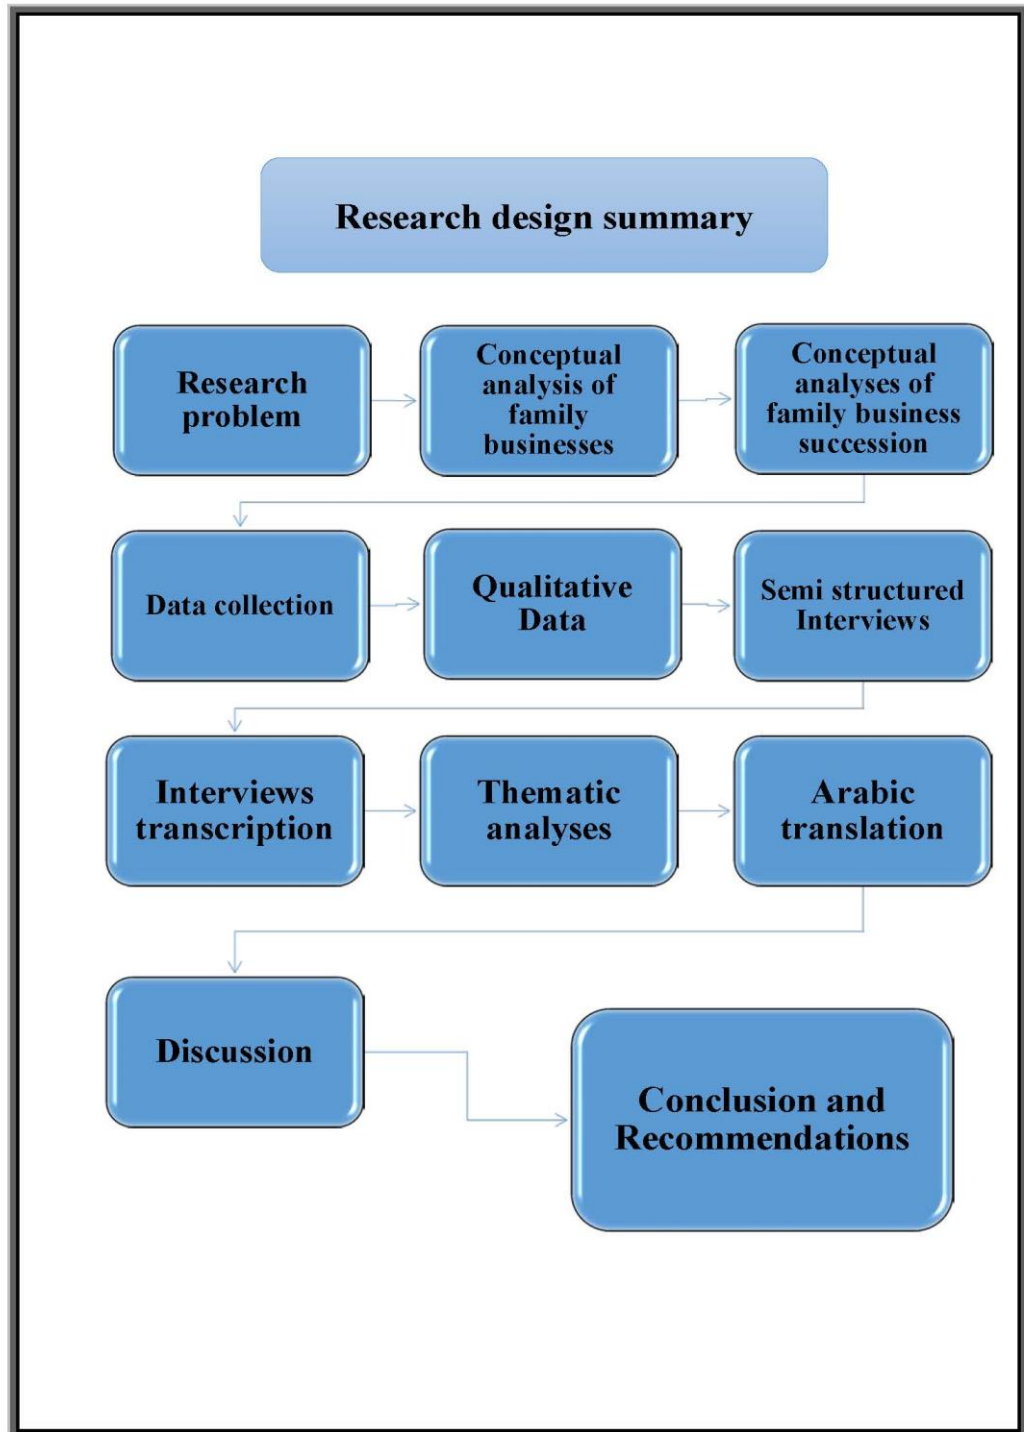 Research design summary
Research
problem
Conceptual
analysis of
family
businesses
Conceptual
analyses of
family business
succession
Data collection
Qualitative
Data
Semi structured
Interviews
Interviews
transcription
Thematic
analyses
Arabic
translation
Discussion
Conclusion and
Recommendations